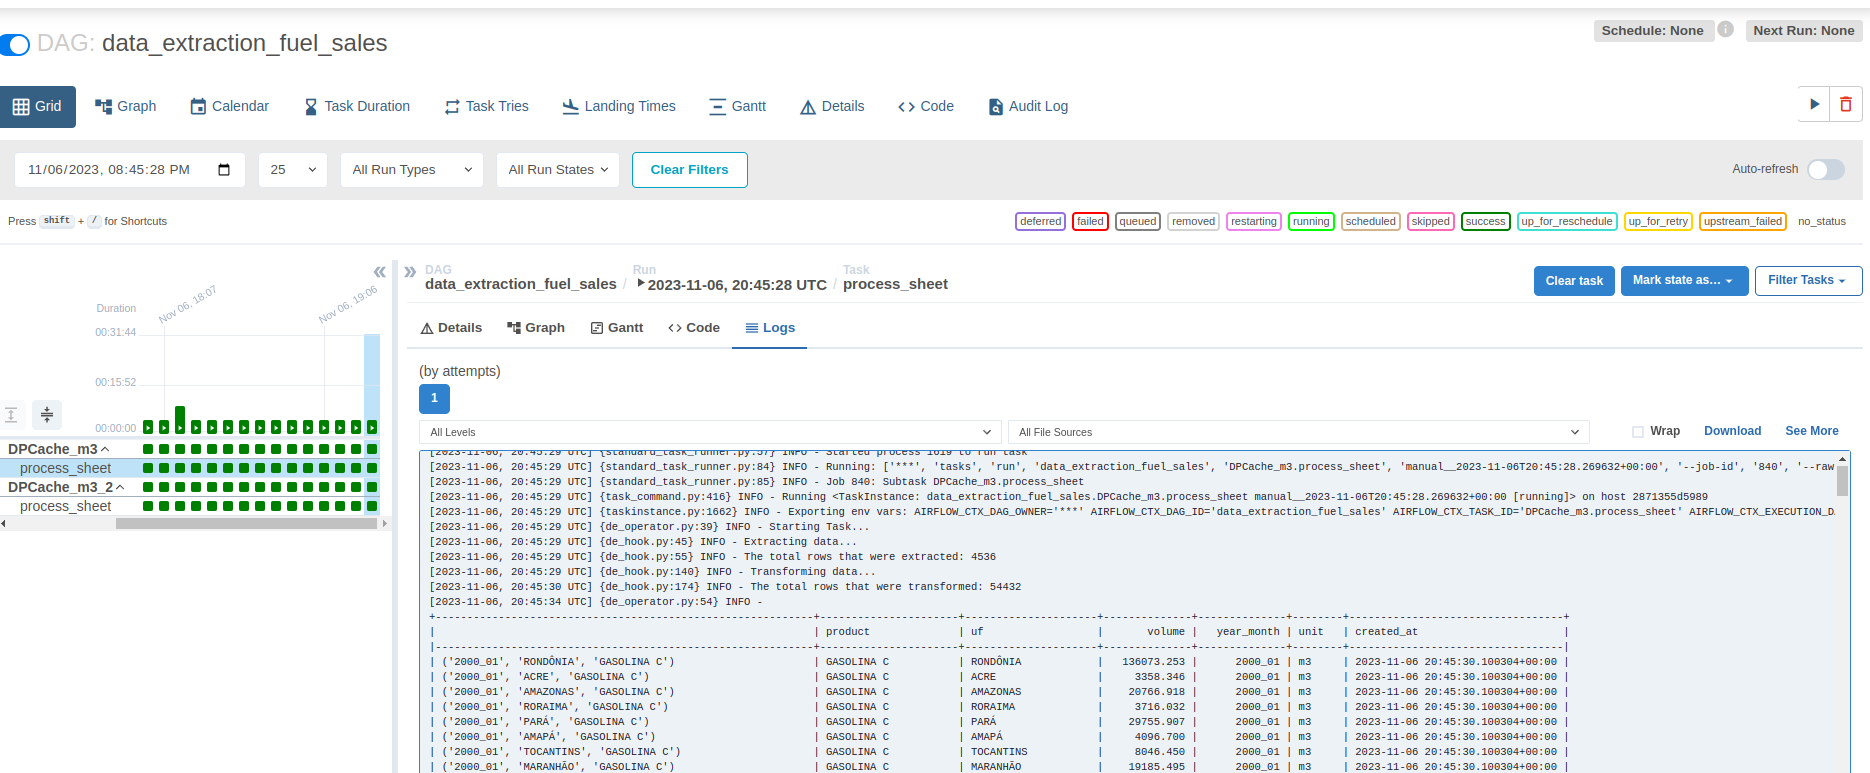 DAG: data_extraction_fuel_sales
Schedule: None
Next Run: None
Grid
Graph
Calendar
Task Duration
Task Tries
Landing Times
Gantt
Details
Code
Audit Log
11/06/2023, 08:45:28 PM
25
All Run Types
All Run States
Clear Filters
Auto-refresh
Press shift + / for Shortcuts
deferred
failed
queued
removed
restarting
running
scheduled
skipped
success
up_for_reschedule
up_for_retry
upstream_failed
no_status
Duration
Nov 06, 18:07
Nov 06, 19:06
00:31:44
00:15:52
00:00:00
DPCache_m3
process_sheet
DPCache_m3_2
process_sheet
DAG
data_extraction_fuel_sales
/
Run
2023-11-06, 20:45:28 UTC
/
Task
process_sheet
Clear task
Mark state as…
Filter Tasks
Details
Graph
Gantt
Code
Logs
(by attempts)
1
All Levels
All File Sources
Wrap
Download
See More
[2023-11-06, 20:45:29 UTC] {standard_task_runner.py:57} INFO - Started process 1619 to run task
[2023-11-06, 20:45:29 UTC] {standard_task_runner.py:84} INFO - Running: ['***', 'tasks', 'run', 'data_extraction_fuel_sales', 'DPCache_m3.process_sheet', 'manual__2023-11-06T20:45:28.269632+00:00', '--job-id', '840', '--raw
[2023-11-06, 20:45:29 UTC] {standard_task_runner.py:85} INFO - Job 840: Subtask DPCache_m3.process_sheet
[2023-11-06, 20:45:29 UTC] {task_command.py:416} INFO - Running <TaskInstance: data_extraction_fuel_sales.DPCache_m3.process_sheet manual__2023-11-06T20:45:28.269632+00:00 [running]> on host 2871355d5989
[2023-11-06, 20:45:29 UTC] {taskinstance.py:1662} INFO - Exporting env vars: AIRFLOW_CTX_DAG_OWNER='***' AIRFLOW_CTX_DAG_ID='data_extraction_fuel_sales' AIRFLOW_CTX_TASK_ID='DPCache_m3.process_sheet' AIRFLOW_CTX_EXECUTION_D
[2023-11-06, 20:45:29 UTC] {de_operator.py:39} INFO - Starting Task...
[2023-11-06, 20:45:29 UTC] {de_hook.py:45} INFO - Extracting data...
[2023-11-06, 20:45:29 UTC] {de_hook.py:55} INFO - The total rows that were extracted: 4536
[2023-11-06, 20:45:29 UTC] {de_hook.py:140} INFO - Transforming data...
[2023-11-06, 20:45:30 UTC] {de_hook.py:174} INFO - The total rows that were transformed: 54432
[2023-11-06, 20:45:34 UTC] {de_operator.py:54} INFO -
| | product | uf | volume | year_month | unit | created_at |
| ('2000_01', 'RONDÔNIA', 'GASOLINA C') | GASOLINA C | RONDÔNIA | 136073.253 | 2000_01 | m3 | 2023-11-06 20:45:30.100304+00:00 |
| ('2000_01', 'ACRE', 'GASOLINA C') | GASOLINA C | ACRE | 3358.346 | 2000_01 | m3 | 2023-11-06 20:45:30.100304+00:00 |
| ('2000_01', 'AMAZONAS', 'GASOLINA C') | GASOLINA C | AMAZONAS | 20766.918 | 2000_01 | m3 | 2023-11-06 20:45:30.100304+00:00 |
| ('2000_01', 'RORAIMA', 'GASOLINA C') | GASOLINA C | RORAIMA | 3716.032 | 2000_01 | m3 | 2023-11-06 20:45:30.100304+00:00 |
| ('2000_01', 'PARÁ', 'GASOLINA C') | GASOLINA C | PARÁ | 29755.907 | 2000_01 | m3 | 2023-11-06 20:45:30.100304+00:00 |
| ('2000_01', 'AMAPÁ', 'GASOLINA C') | GASOLINA C | AMAPÁ | 4096.700 | 2000_01 | m3 | 2023-11-06 20:45:30.100304+00:00 |
| ('2000_01', 'TOCANTINS', 'GASOLINA C') | GASOLINA C | TOCANTINS | 8046.450 | 2000_01 | m3 | 2023-11-06 20:45:30.100304+00:00 |
| ('2000_01', 'MARANHÃO', 'GASOLINA C') | GASOLINA C | MARANHÃO | 19185.495 | 2000_01 | m3 | 2023-11-06 20:45:30.100304+00:00 |